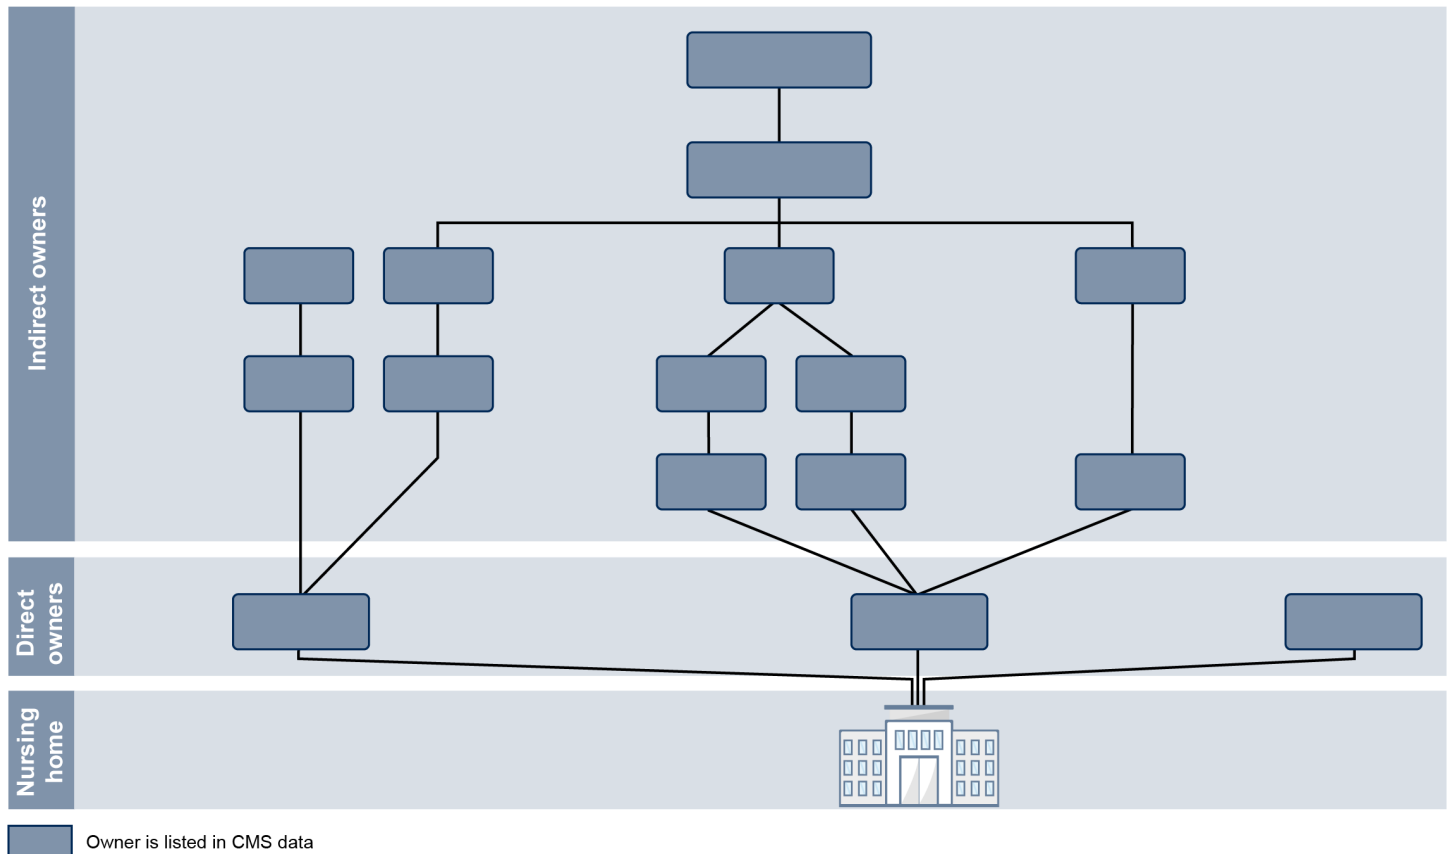 Indirect owners
Direct
owners
Nursing
home
Owner is listed in CMS data